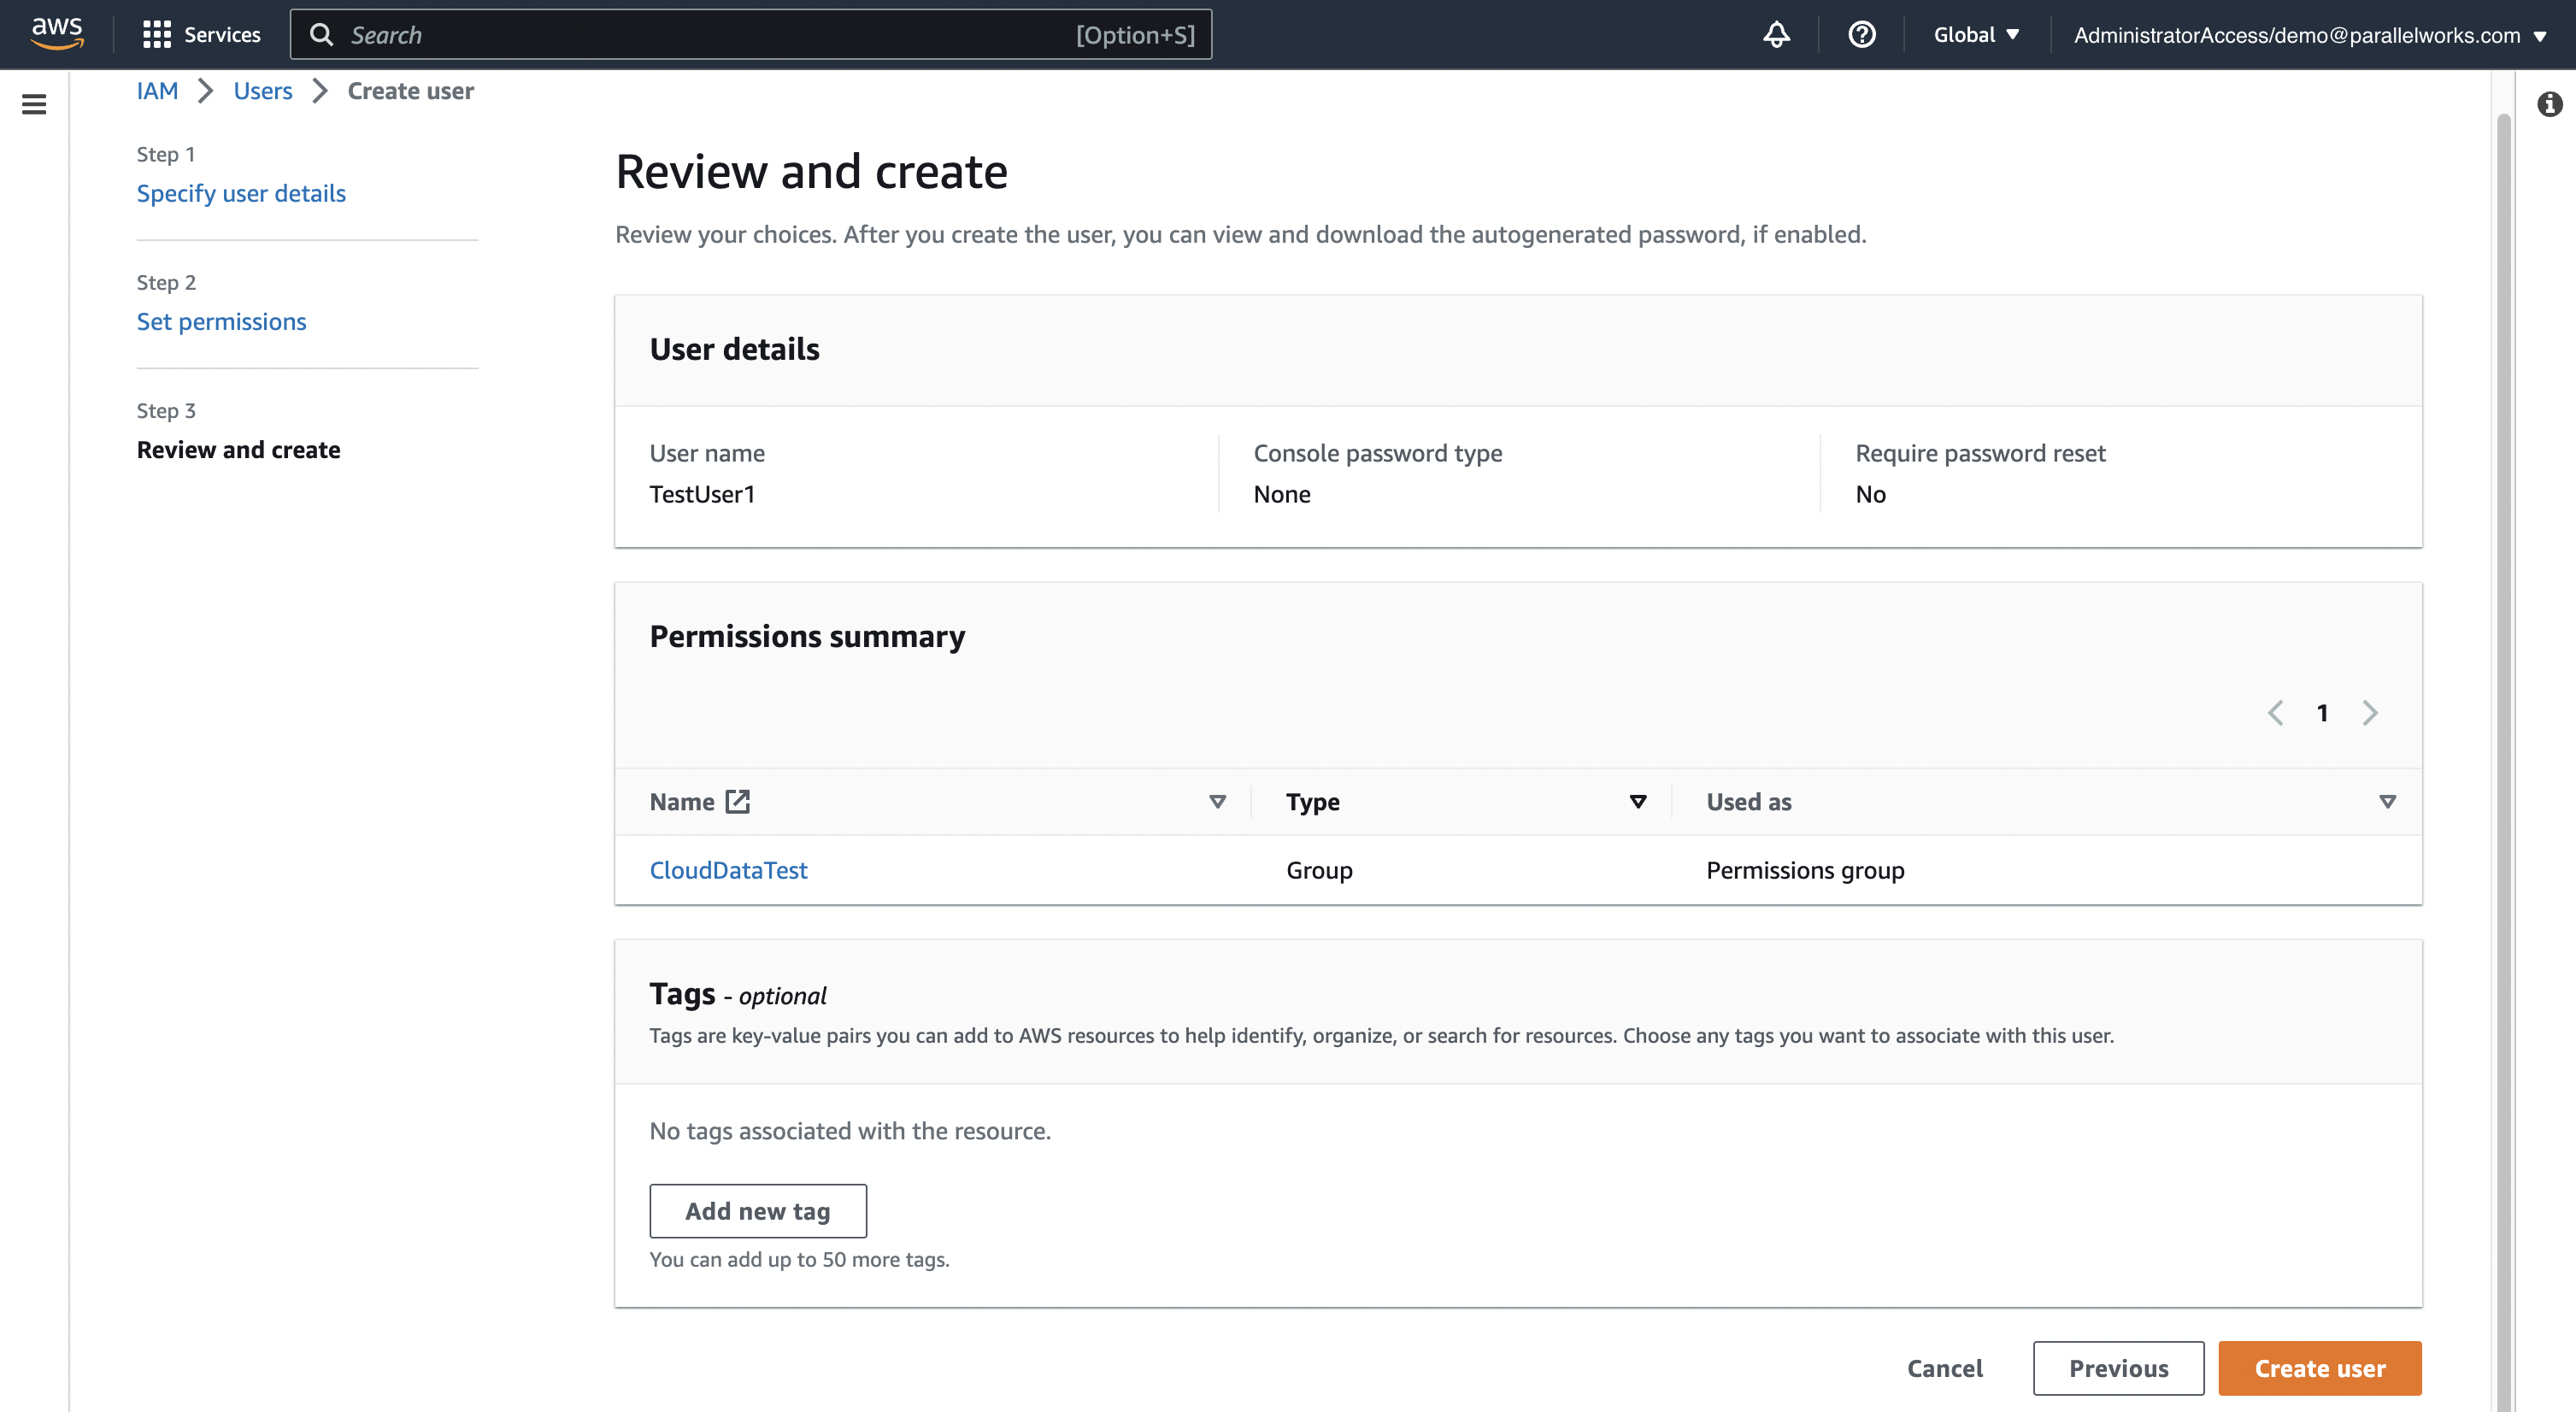 aws Services Search [Option+S] Global AdministratorAccess/demo@parallelworks.com
IAM Users Create user
Step 1
Specify user details
Step 2
Set permissions
Step 3
Review and create
Review and create
Review your choices. After you create the user, you can view and download the autogenerated password, if enabled.
User details
User name Console password type Require password reset
TestUser1 None No
Permissions summary
1
Name Type Used as
CloudDataTest Group Permissions group
Tags - optional
Tags are key-value pairs you can add to AWS resources to help identify, organize, or search for resources. Choose any tags you want to associate with this user.
No tags associated with the resource.
Add new tag
You can add up to 50 more tags.
Cancel Previous Create user